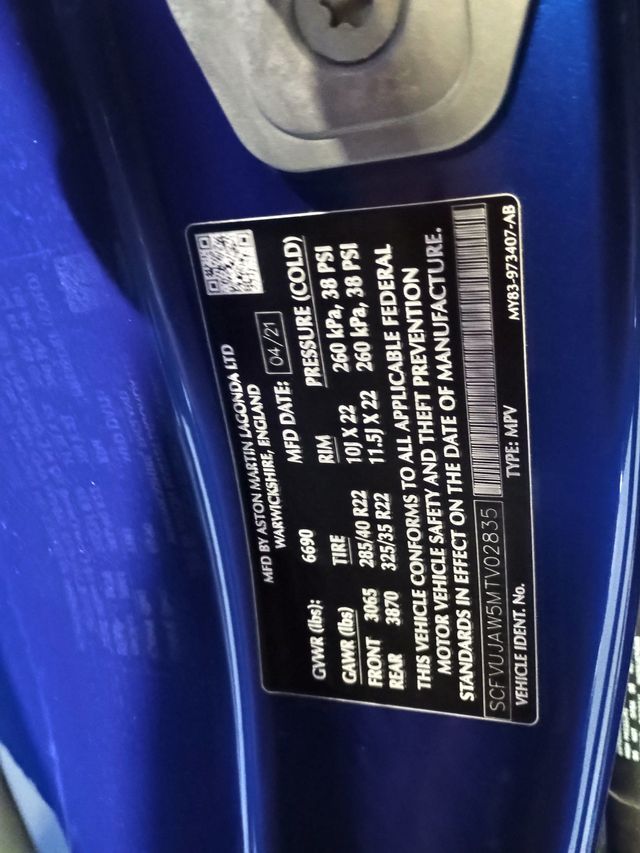 MFD BY ASTON MARTIN LAGONDA LTD
WARWICKSHIRE, ENGLAND
GVWR (lbs): 6690 MFD DATE: 04/21
GAWR (lbs) TIRE RIM PRESSURE (COLD)
FRONT 3065 285/40 R22 10J X 22 260 kPa, 38 PSI
REAR 3870 325/35 R22 11.5J X 22 260 kPa, 38 PSI
THIS VEHICLE CONFORMS TO ALL APPLICABLE FEDERAL
MOTOR VEHICLE SAFETY AND THEFT PREVENTION
STANDARDS IN EFFECT ON THE DATE OF MANUFACTURE.
SCFVUJAW5MTV02835
VEHICLE IDENT. No. TYPE: MPV MY83-973407-AB